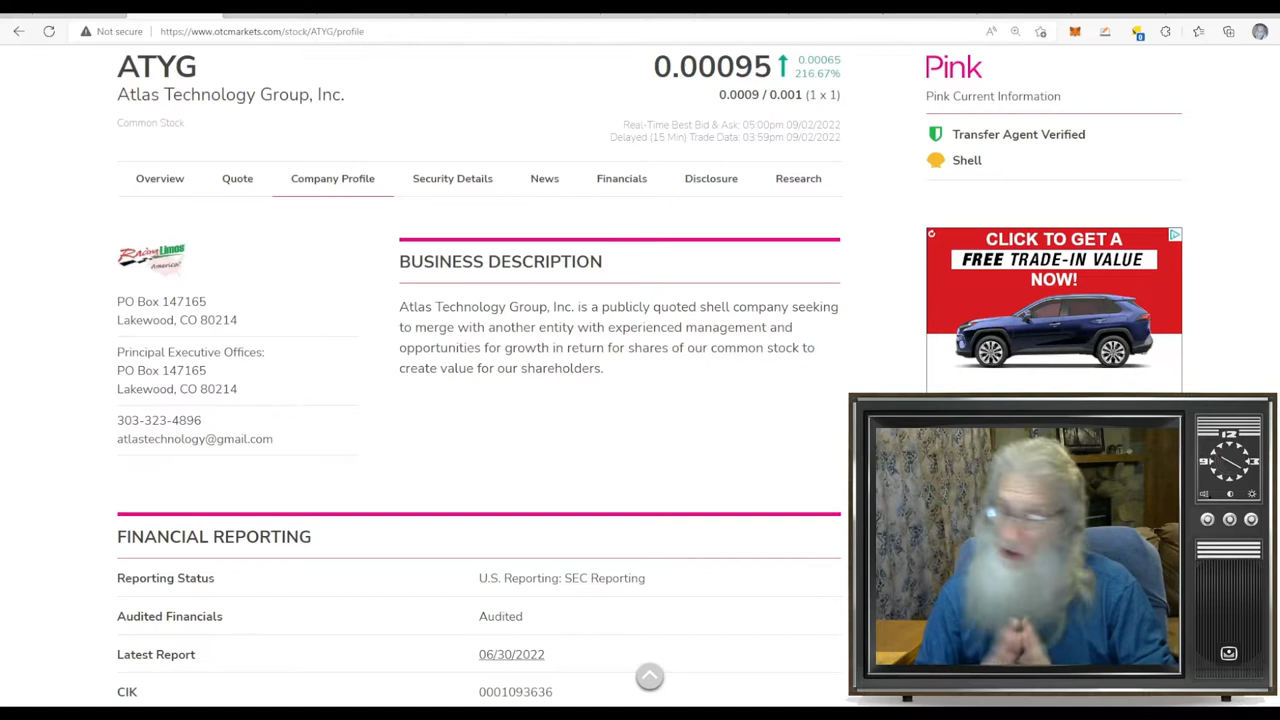 Not secure
https://www.otcmarkets.com/stock/ATYG/profile
ATYG
Atlas Technology Group, Inc.
Common Stock
0.00095
0.00065
216.67%
0.0009 / 0.001 (1 x 1)
Real-Time Best Bid & Ask: 05:00pm 09/02/2022
Delayed (15 Min) Trade Data: 03:59pm 09/02/2022
Pink
Pink Current Information
Transfer Agent Verified
Shell
Overview Quote Company Profile Security Details News Financials Disclosure Research
Racing Limos
America!
PO Box 147165
Lakewood, CO 80214
Principal Executive Offices:
PO Box 147165
Lakewood, CO 80214
303-323-4896
atlastechnology@gmail.com
BUSINESS DESCRIPTION
Atlas Technology Group, Inc. is a publicly quoted shell company seeking
to merge with another entity with experienced management and
opportunities for growth in return for shares of our common stock to
create value for our shareholders.
CLICK TO GET A
FREE TRADE-IN VALUE
NOW!
FINANCIAL REPORTING
Reporting Status U.S. Reporting: SEC Reporting
Audited Financials Audited
Latest Report 06/30/2022
CIK 0001093636
12
9 3